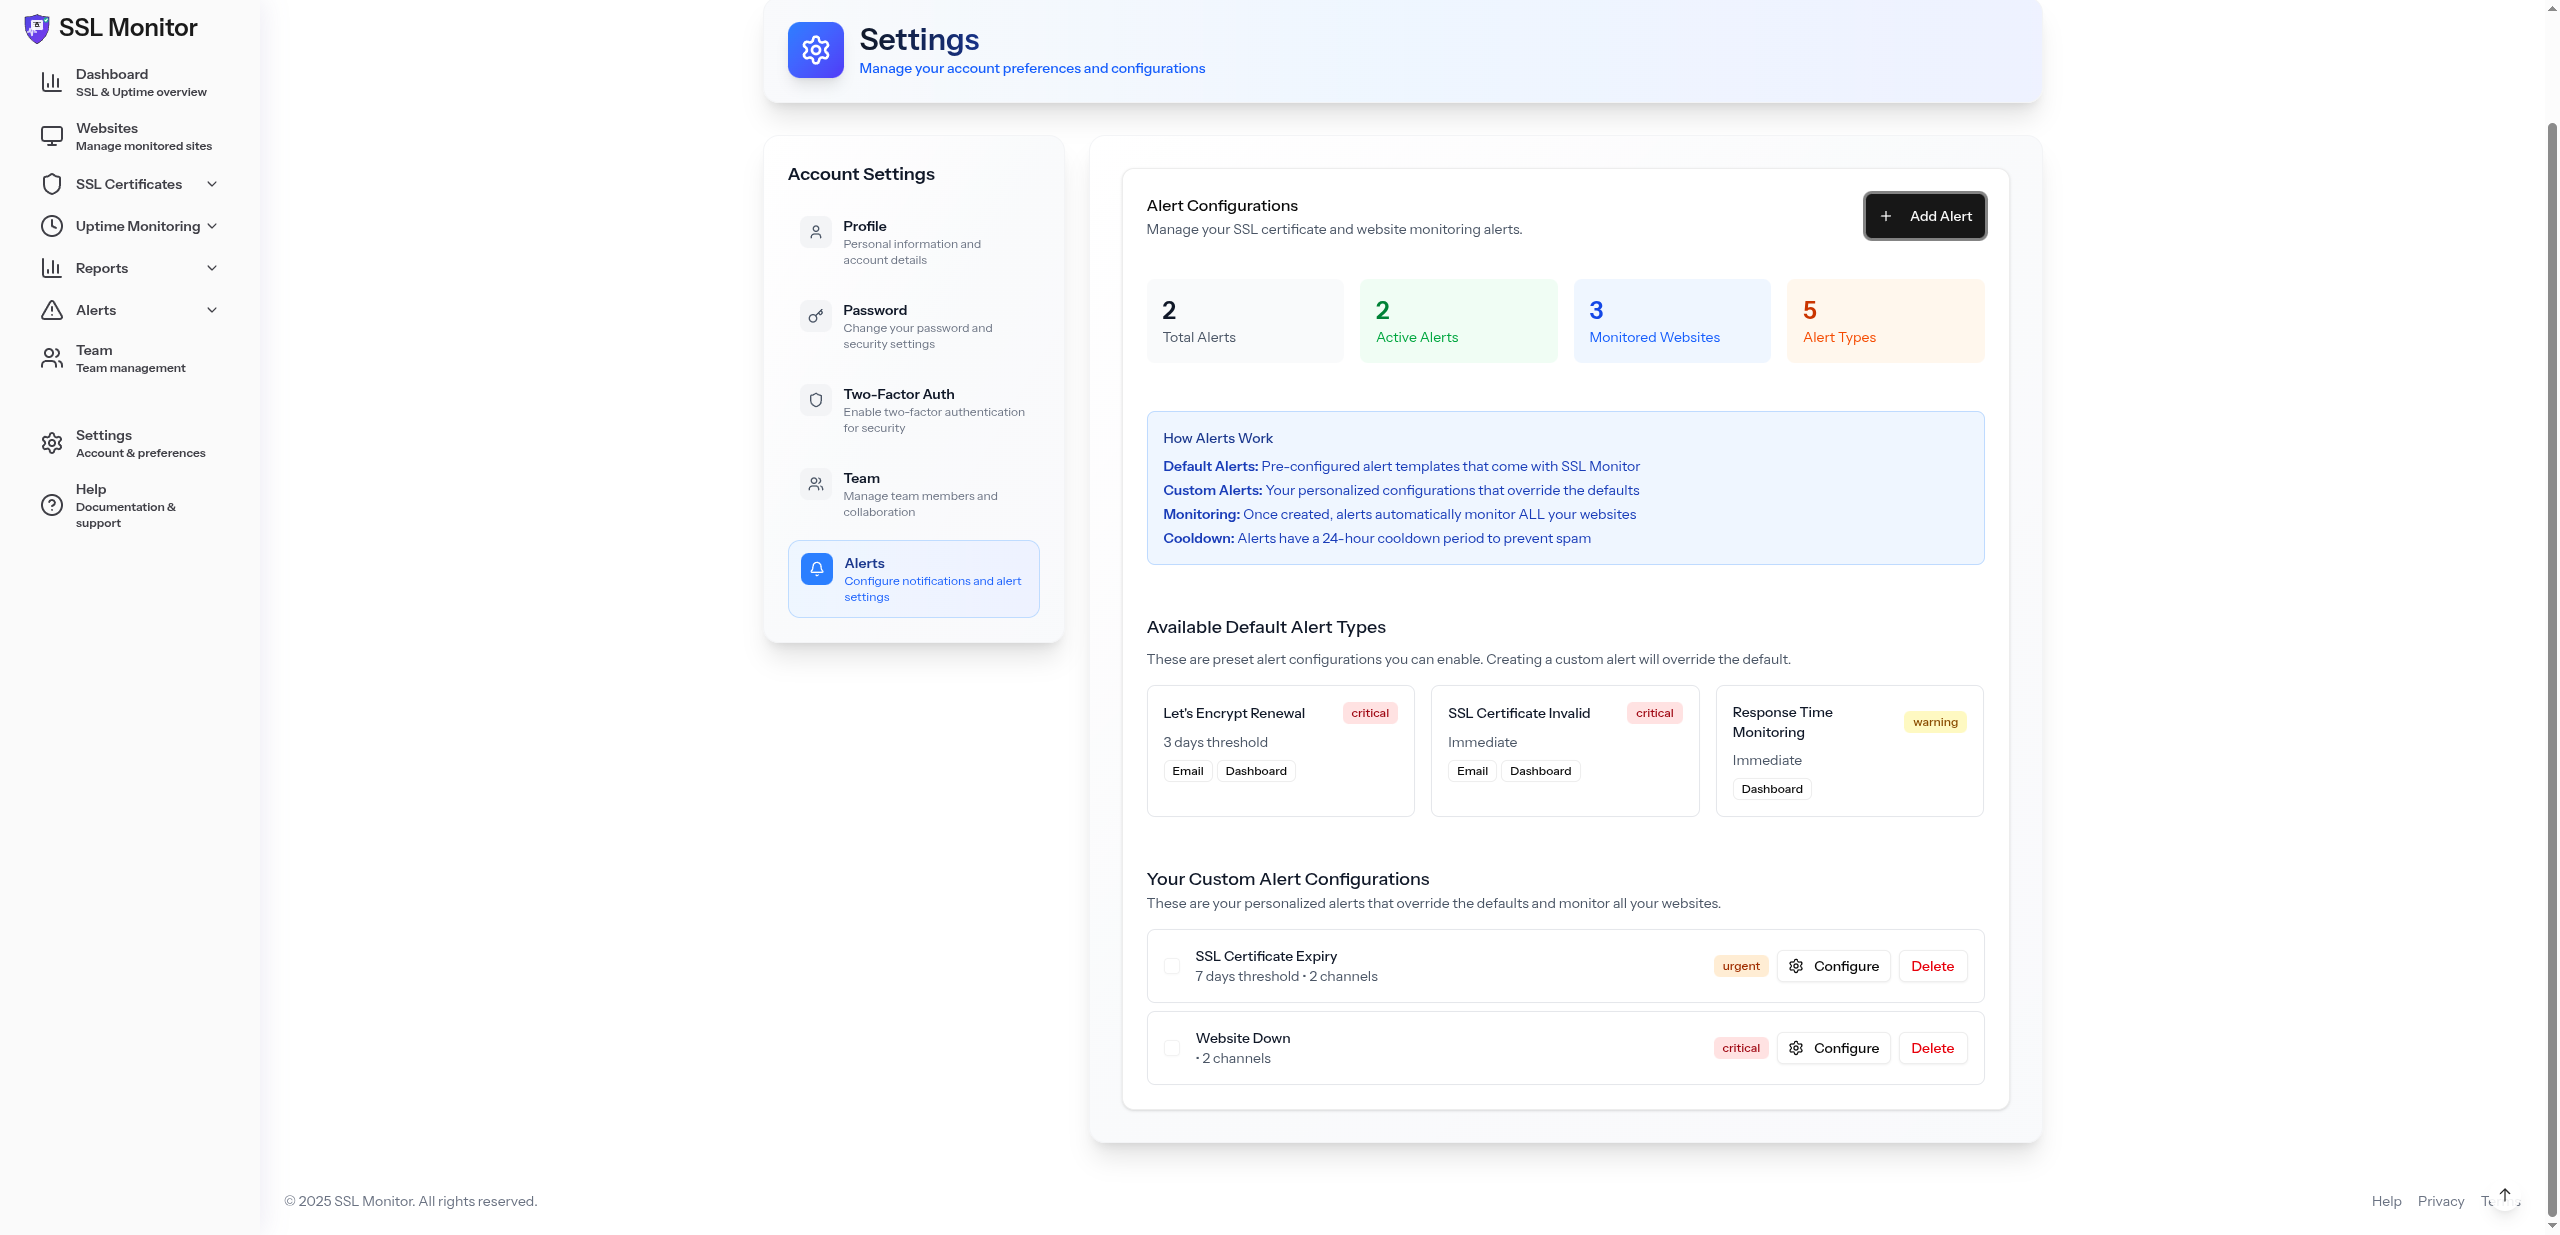 SSL Monitor
Dashboard
SSL & Uptime overview
Websites
Manage monitored sites
SSL Certificates
Uptime Monitoring
Reports
Alerts
Team
Team management
Settings
Account & preferences
Help
Documentation &
support
Settings
Manage your account preferences and configurations
Account Settings
Profile
Personal information and
account details
Password
Change your password and
security settings
Two-Factor Auth
Enable two-factor authentication
for security
Team
Manage team members and
collaboration
Alerts
Configure notifications and alert
settings
Alert Configurations
Manage your SSL certificate and website monitoring alerts.
Add Alert
2
Total Alerts
2
Active Alerts
3
Monitored Websites
5
Alert Types
How Alerts Work
Default Alerts: Pre-configured alert templates that come with SSL Monitor
Custom Alerts: Your personalized configurations that override the defaults
Monitoring: Once created, alerts automatically monitor ALL your websites
Cooldown: Alerts have a 24-hour cooldown period to prevent spam
Available Default Alert Types
These are preset alert configurations you can enable. Creating a custom alert will override the default.
Let's Encrypt Renewal critical
3 days threshold
Email Dashboard
SSL Certificate Invalid critical
Immediate
Email Dashboard
Response Time
Monitoring
warning
Immediate
Dashboard
Your Custom Alert Configurations
These are your personalized alerts that override the defaults and monitor all your websites.
SSL Certificate Expiry
7 days threshold • 2 channels
urgent Configure Delete
Website Down
• 2 channels
critical Configure Delete
© 2025 SSL Monitor. All rights reserved.
Help Privacy